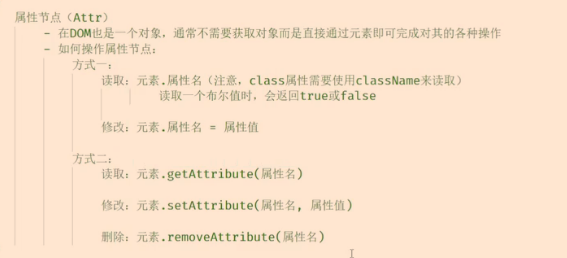 属性节点（Attr）
- 在DOM也是一个对象，通常不需要获取对象而是直接通过元素即可完成对其的各种操作
- 如何操作属性节点：
方式一：
读取：元素.属性名（注意，class属性需要使用className来读取）
读取一个布尔值时，会返回true或false
修改：元素.属性名 = 属性值
方式二：
读取：元素.getAttribute(属性名)
修改：元素.setAttribute(属性名, 属性值)
删除：元素.removeAttribute(属性名)